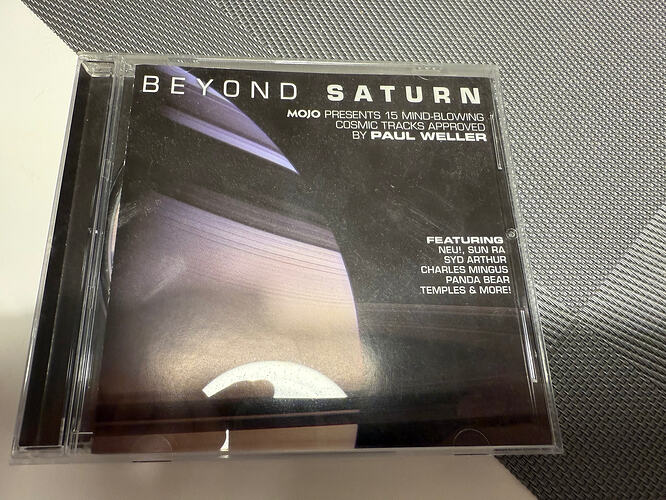 BEYOND SATURN
MOJO PRESENTS 15 MIND-BLOWING
COSMIC TRACKS APPROVED
BY PAUL WELLER
FEATURING
NEU!, SUN RA
SYD ARTHUR
CHARLES MINGUS
PANDA BEAR
TEMPLES & MORE!